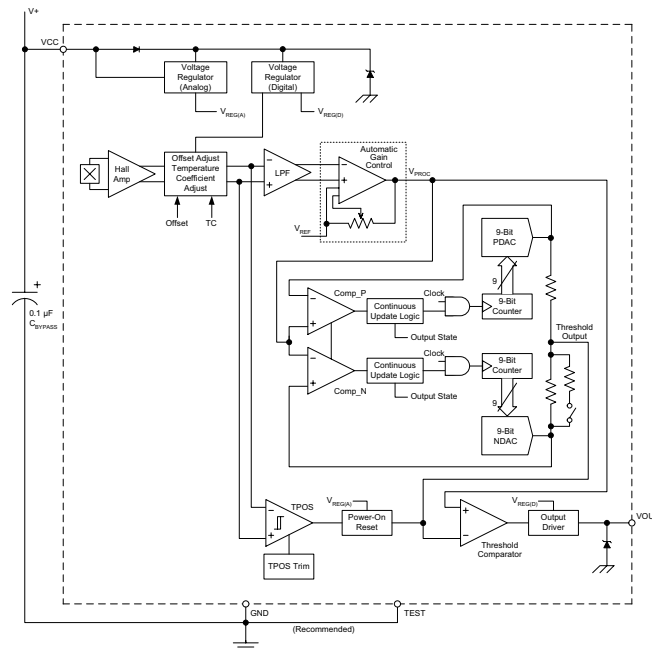 V+
VCC
Voltage
Regulator
(Analog)
Voltage
Regulator
(Digital)
VREG(A)
VREG(D)
Hall
Amp
Offset Adjust
Temperature
Coefficient
Adjust
Offset
TC
−
+
LPF
Automatic
Gain
Control
−
+
VREF
VPROC
9-Bit
PDAC
9
9-Bit
Counter
Clock
Comp_P
−
+
Continuous
Update Logic
Output State
Threshold
Output
Clock
−
+
Comp_N
Continuous
Update Logic
Output State
9-Bit
Counter
9
9-Bit
NDAC
+
0.1 µF
CBYPASS
TPOS
−
+
TPOS Trim
VREG(A)
Power-On
Reset
+
−
Threshold
Comparator
VREG(D)
Output
Driver
VOU
GND
TEST
(Recommended)